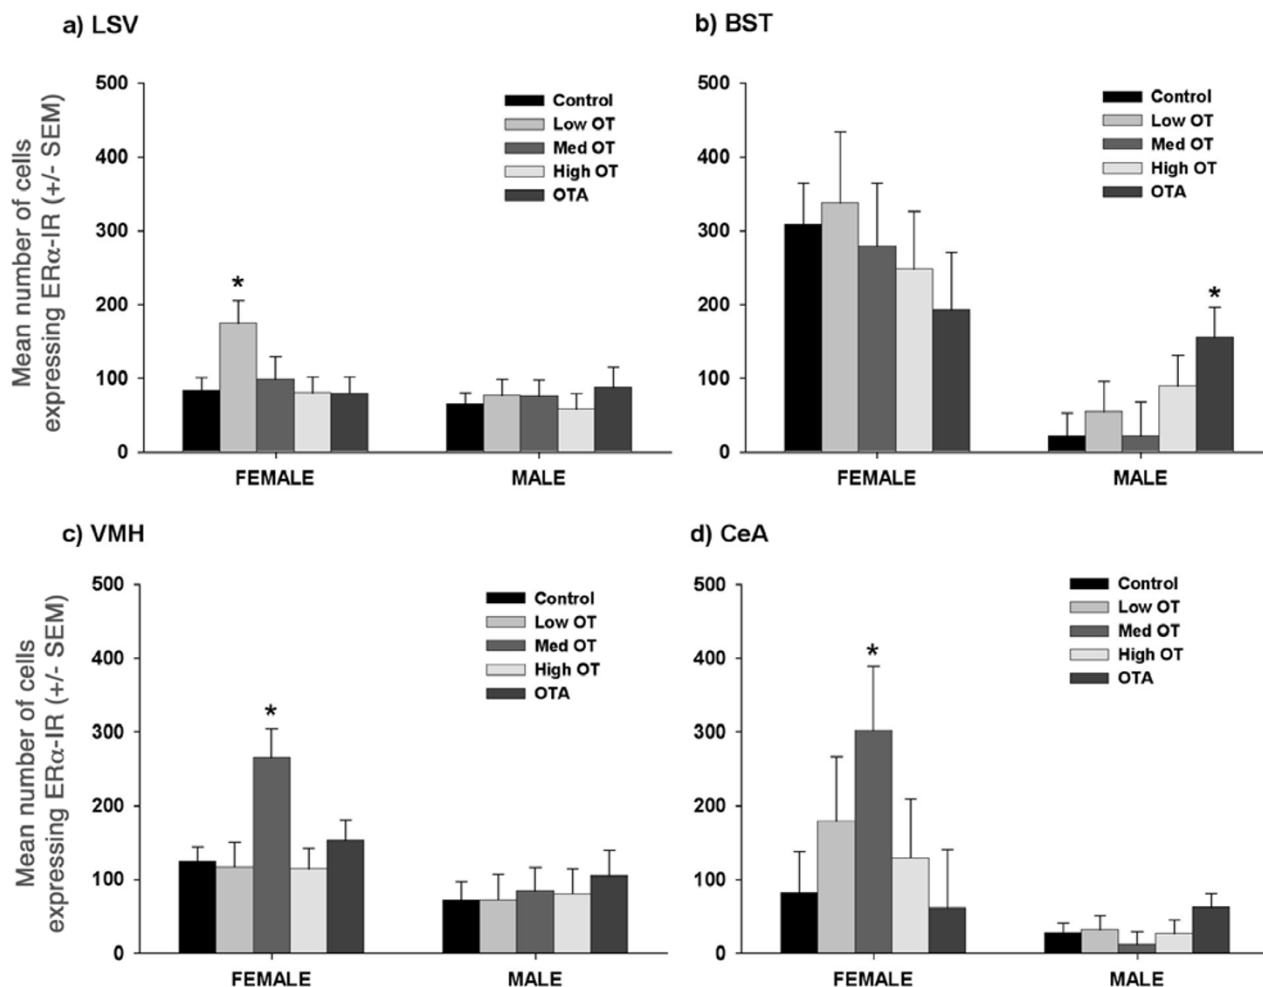 a) LSV
Mean number of cells
expressing ERα-IR (+/- SEM)
500
400
300
200
100
0
*
Control
Low OT
Med OT
High OT
OTA
FEMALE
MALE
b) BST
500
400
300
200
100
0
*
Control
Low OT
Med OT
High OT
OTA
FEMALE
MALE
c) VMH
Mean number of cells
expressing ERα-IR (+/- SEM)
500
400
300
200
100
0
*
Control
Low OT
Med OT
High OT
OTA
FEMALE
MALE
d) CeA
500
400
300
200
100
0
*
Control
Low OT
Med OT
High OT
OTA
FEMALE
MALE